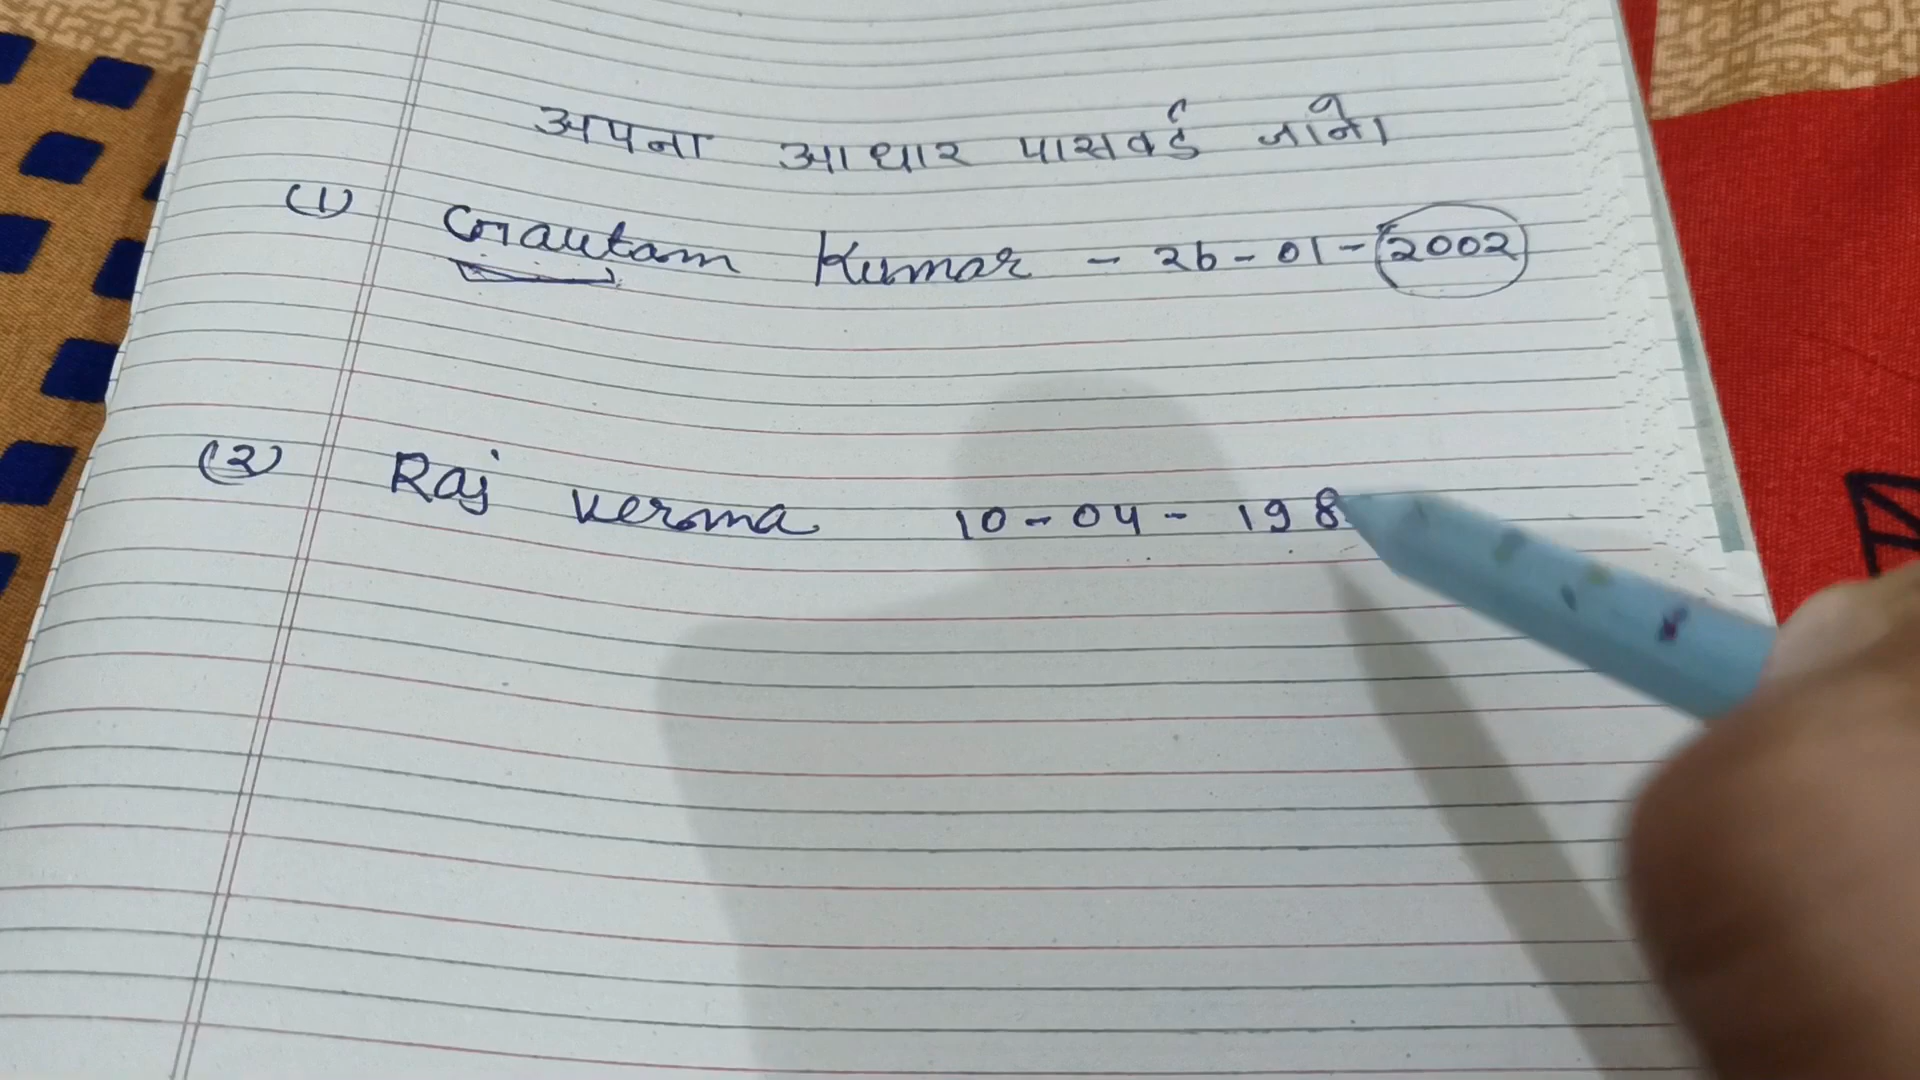 अपना आधार पासवर्ड जाने।
(1) Gautam Kumar - 26-01-2002
(2) Raj Verma 10-04-198